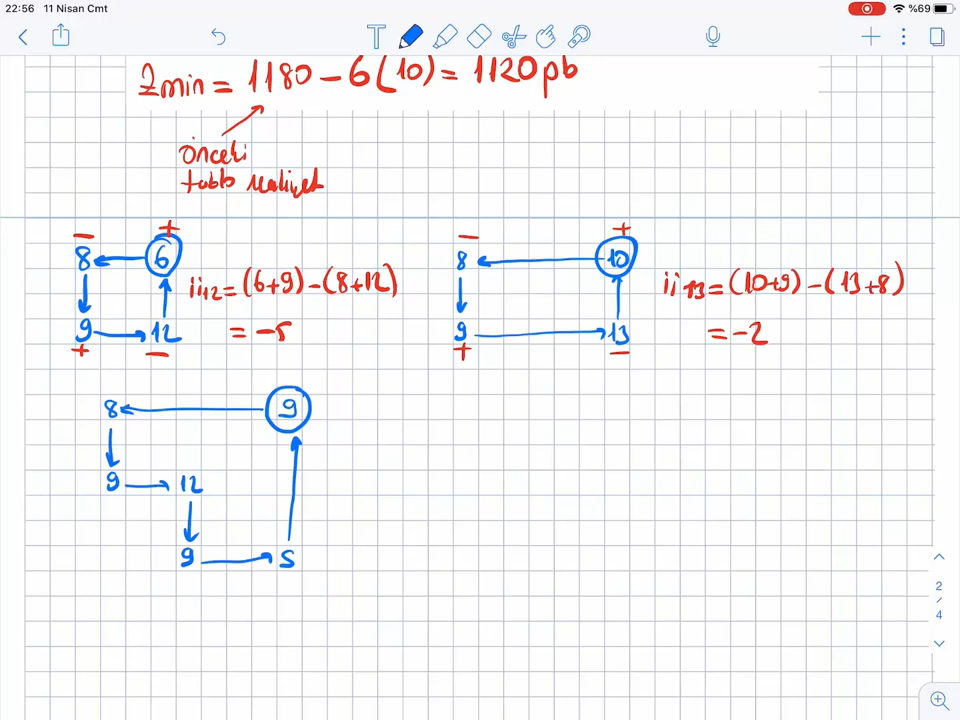 22:56 11 Nisan Cmt %69
Zmin = 1180 - 6(10) = 1120 pb
önceki
tablo maliyet
- +
8 6
ii12 = (6+9) - (8+12)
9 12
= -5
+ -
- +
8 10
ii13 = (10+9) - (13+8)
9 13
= -2
+ -
8 9
9 12
9 5
2
/
4